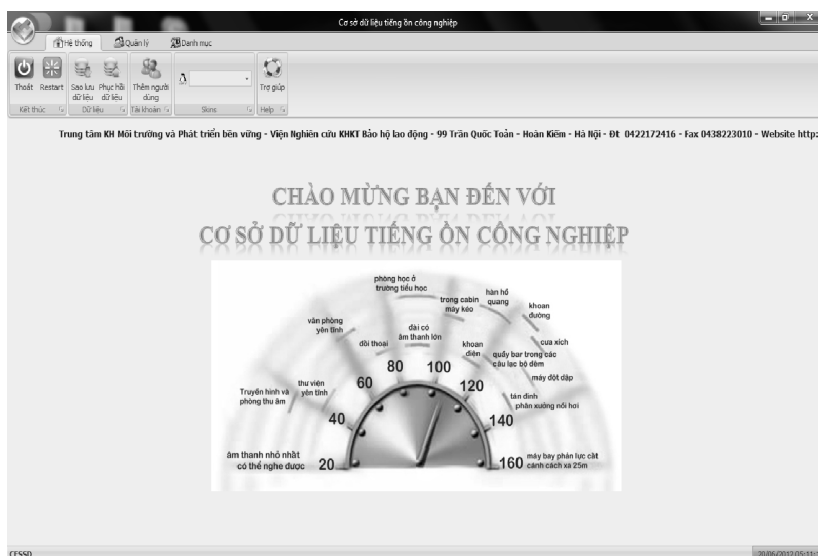 Cơ sở dữ liệu tiếng ồn công nghiệp
Hệ thống Quản lý Danh mục
Thoát Restart Sao lưu dữ liệu Phục hồi dữ liệu Thêm người dùng Trợ giúp
Kết thúc Dữ liệu Tài khoản Skins Help
Trung tâm KH Môi trường và Phát triển bền vững - Viện Nghiên cứu KHKT Bảo hộ lao động - 99 Trần Quốc Toản - Hoàn Kiếm - Hà Nội - Đt 0422172416 - Fax 0438223010 - Website http:
CHÀO MỪNG BẠN ĐẾN VỚI
CƠ SỞ DỮ LIỆU TIẾNG ỒN CÔNG NGHIỆP
phòng học ở
trường tiểu học
trong cabin
máy kéo
hàn hồ
quang
khoan
đường
văn phòng
yên tĩnh
đối thoại
đài có
âm thanh lớn
khoan
điện
cưa xích
quầy bar trong các
câu lạc bộ đêm
máy đột dập
Truyền hình và
phòng thu âm
thư viện
yên tĩnh
tán đinh
phân xưởng nồi hơi
âm thanh nhỏ nhất
có thể nghe được
20
40
60
80
100
120
140
160
máy bay phản lực cất
cánh cách xa 25m
CESSD
20/06/2012 05:11: